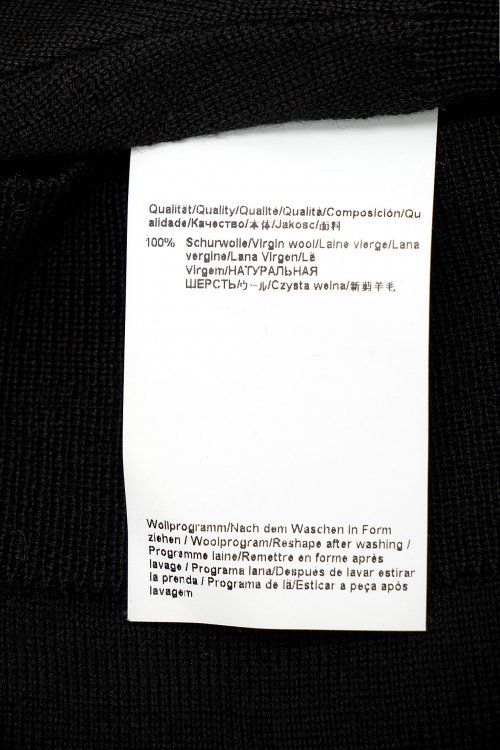 Qualität/Quality/Qualité/Qualità/Composición/Qu
alidade/Качество/本体/Jakosc/面料
100% Schurwolle/Virgin wool/Laine vierge/Lana
vergine/Lana Virgen/Lã
Virgem/НАТУРАЛЬНАЯ
ШЕРСТЬ/ウール/Czysta welna/新剪羊毛
Wollprogramm/Nach dem Waschen in Form
ziehen / Woolprogram/Reshape after washing /
Programme laine/Remettre en forme après
lavage / Programa lana/Después de lavar estirar
la prenda / Programa de lã/Esticar a peça após
lavagem